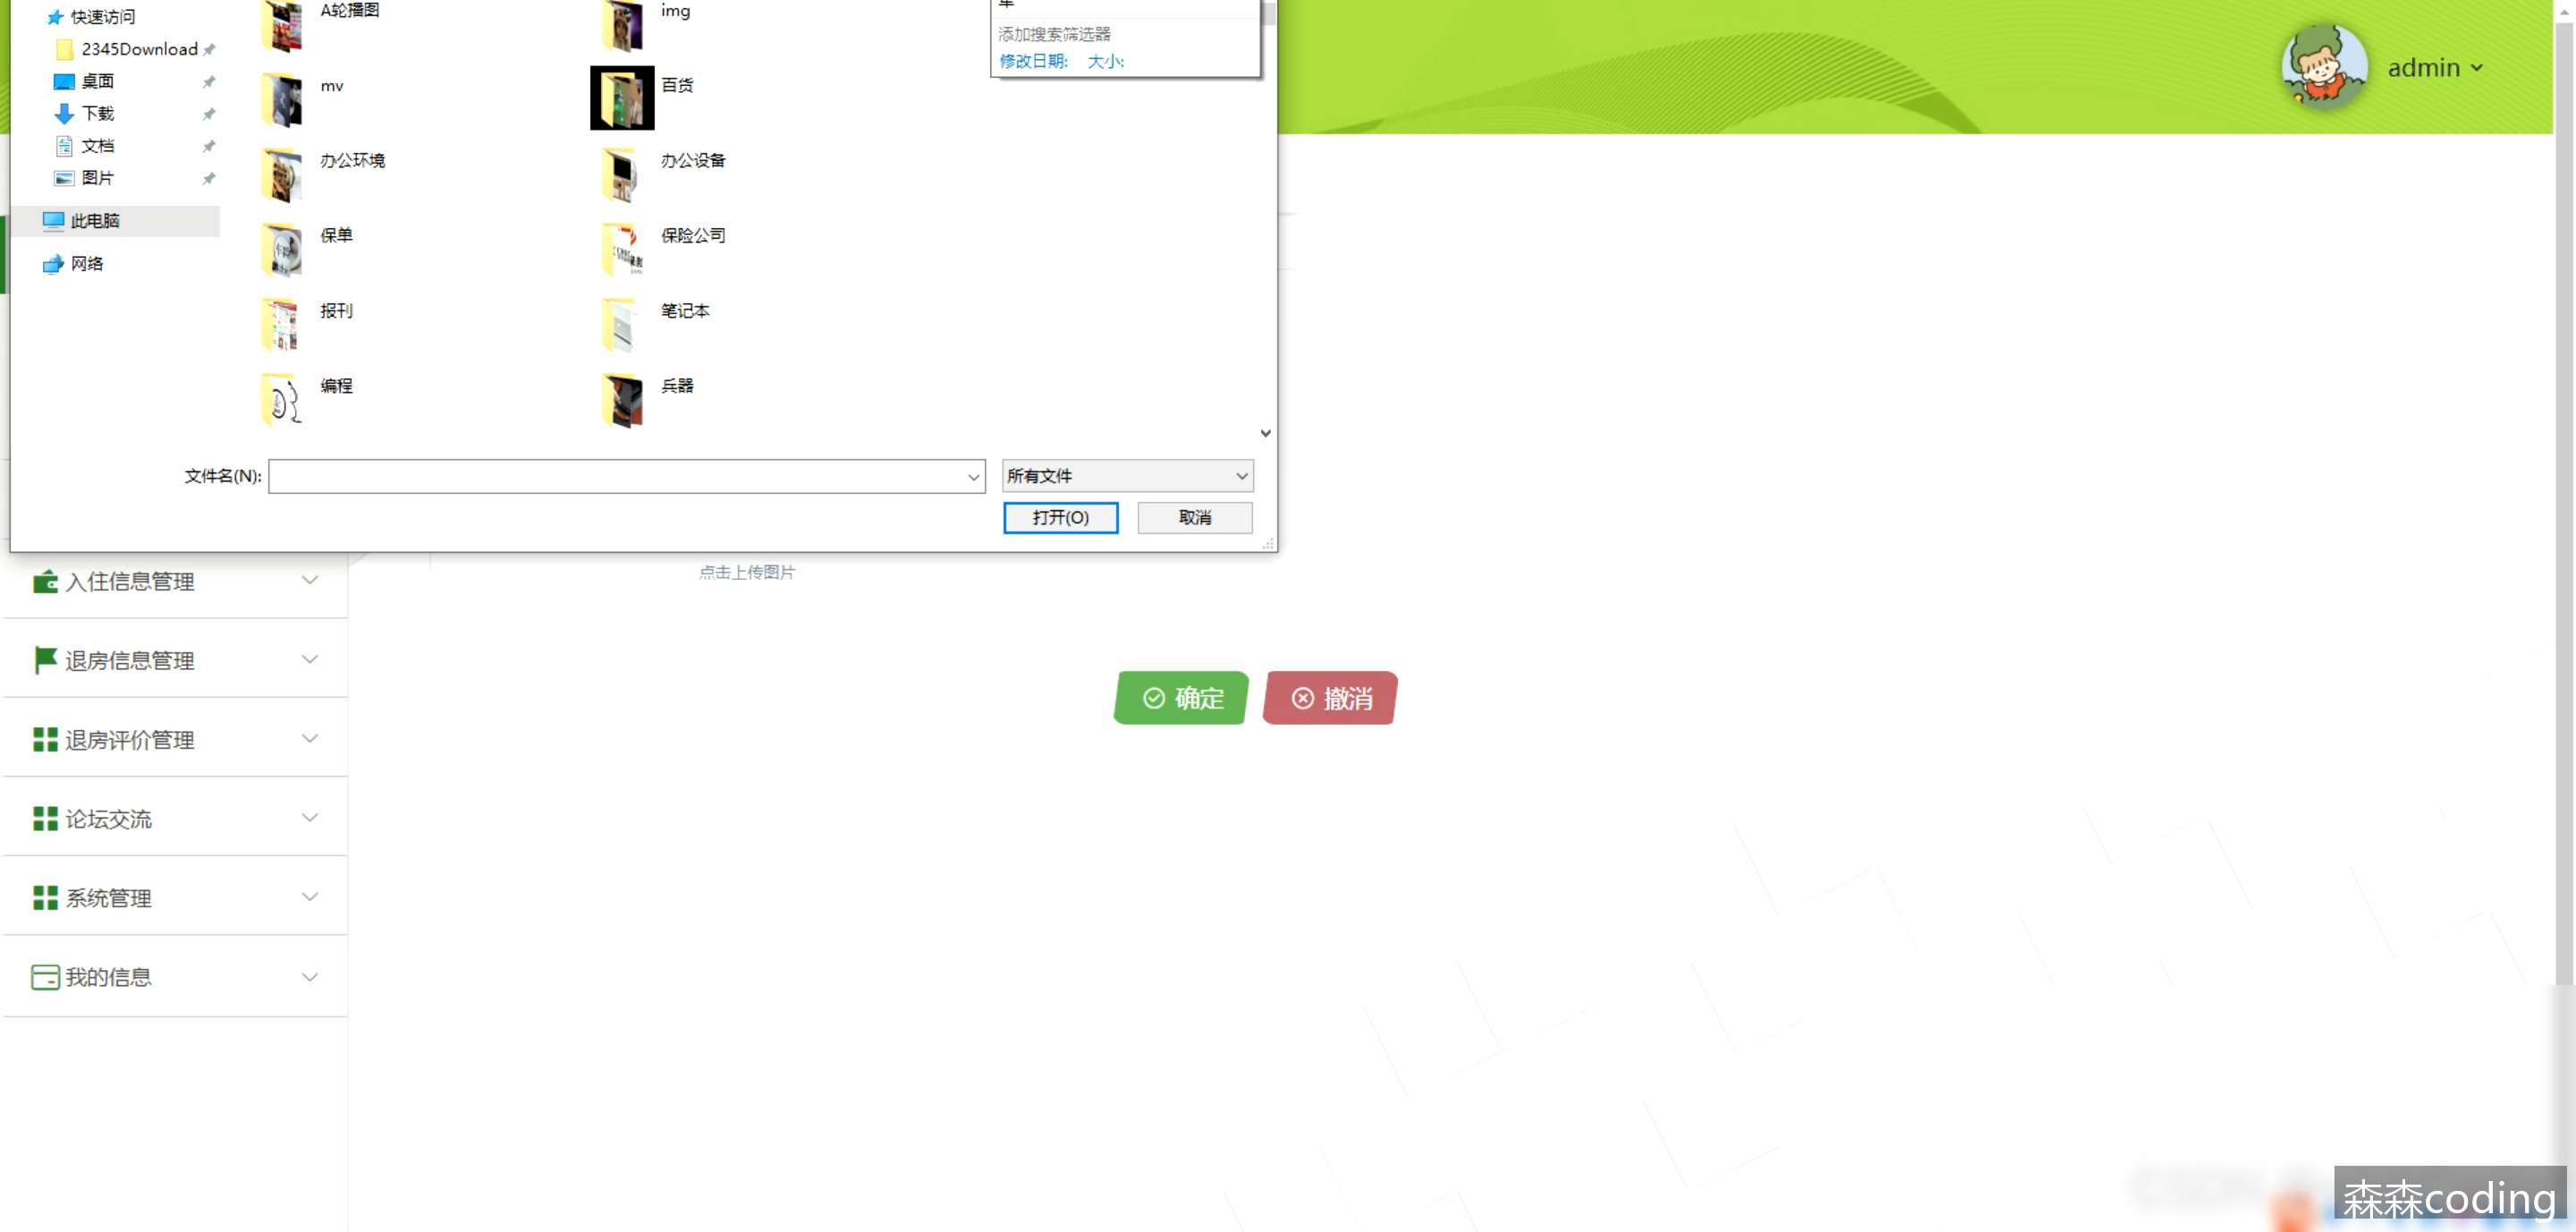 快速访问
2345Download
桌面
下载
文档
图片
此电脑
网络
A轮播图
img
mv
百货
办公环境
办公设备
保单
保险公司
报刊
笔记本
编程
兵器
添加搜索筛选器
修改日期: 大小:
admin
文件名(N):
所有文件
打开(O)
取消
点击上传图片
入住信息管理
退房信息管理
退房评价管理
论坛交流
系统管理
我的信息
确定
撤消
森森coding